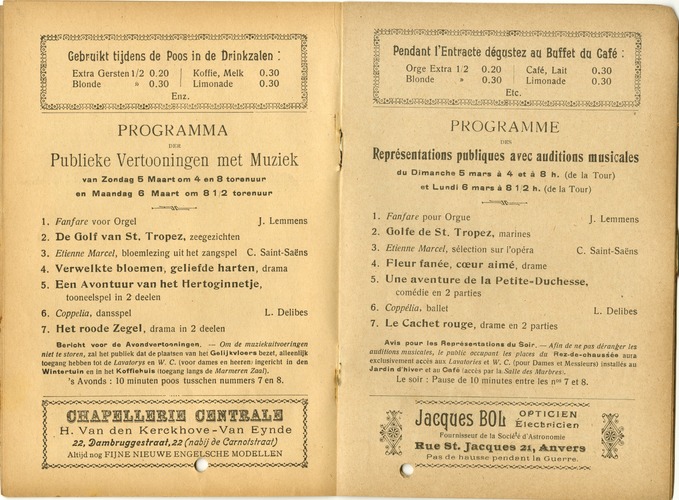 Gebruikt tijdens de Poos in de Drinkzalen :
Extra Gersten 1/2 0.20 Koffie, Melk 0.30
Blonde » 0.30 Limonade 0.30
Enz.
PROGRAMMA
DER
Publieke Vertooningen met Muziek
van Zondag 5 Maart om 4 en 8 torenuur
en Maandag 6 Maart om 8 1/2 torenuur
1. Fanfare voor Orgel J. Lemmens
2. De Golf van St. Tropez, zeegezichten
3. Etienne Marcel, bloemlezing uit het zangspel C. Saint-Saëns
4. Verwelkte bloemen, geliefde harten, drama
5. Een Avontuur van het Hertoginnetje,
tooneelspel in 2 deelen
6. Coppelia, dansspel L. Delibes
7. Het roode Zegel, drama in 2 deelen
Bericht voor de Avondvertooningen. — Om de muziekuitvoeringen
niet te storen, zal het publiek dat de plaatsen van het Gelijkvloers bezet, alleenlijk
toegang hebben tot de Lavatorys en W. C. (voor dames en heeren) ingericht in den
Wintertuin en in het Koffiehuis (toegang langs de Marmeren Zaal).
's Avonds : 10 minuten poos tusschen nummers 7 en 8.
CHAPELLERIE CENTRALE
H. Van den Kerckhove-Van Eynde
22, Dambruggestraat, 22 (nabij de Carnotstraat)
Altijd nog FIJNE NIEUWE ENGELSCHE MODELLEN
Pendant l'Entracte dégustez au Buffet du Café :
Orge Extra 1/2 0.20 Café, Lait 0.30
Blonde » 0.30 Limonade 0.30
Etc.
PROGRAMME
DES
Représentations publiques avec auditions musicales
du Dimanche 5 mars à 4 et à 8 h. (de la Tour)
et Lundi 6 mars à 8 1/2 h. (de la Tour)
1. Fanfare pour Orgue J. Lemmens
2. Golfe de St. Tropez, marines
3. Etienne Marcel, sélection sur l'opéra C. Saint-Saëns
4. Fleur fanée, cœur aimé, drame
5. Une aventure de la Petite-Duchesse,
comédie en 2 parties
6. Coppélia, ballet L. Delibes
7. Le Cachet rouge, drame en 2 parties
Avis pour les Représentations du Soir. — Afin de ne pas déranger les
auditions musicales, le public occupant les places du Rez-de-chaussée aura
exclusivement accès aux Lavatories et W. C. (pour Dames et Messieurs) installés au
Jardin d'hiver et au Café (accès par la Salle des Marbres).
Le soir : Pause de 10 minutes entre les nos 7 et 8.
Jacques BOL OPTICIEN
Electricien
Fournisseur de la Société d'Astronomie
Rue St. Jacques 21, Anvers
Pas de hausse pendant la Guerre.